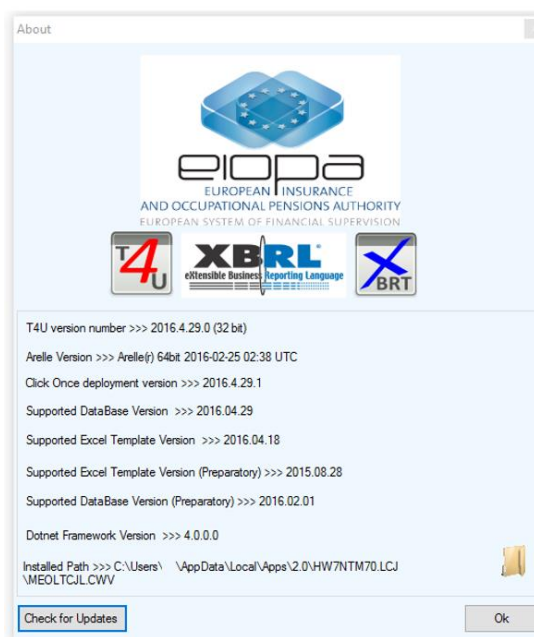 About
eiopa
EUROPEAN INSURANCE
AND OCCUPATIONAL PENSIONS AUTHORITY
EUROPEAN SYSTEM OF FINANCIAL SUPERVISION
T4U
XBRL
eXtensible Business Reporting Language
XBRT
T4U version number >>> 2016.4.29.0 (32 bit)
Arelle Version >>> Arelle(r) 64bit 2016-02-25 02:38 UTC
Click Once deployment version >>> 2016.4.29.1
Supported DataBase Version >>> 2016.04.29
Supported Excel Template Version >>> 2016.04.18
Supported Excel Template Version (Preparatory) >>> 2015.08.28
Supported DataBase Version (Preparatory) >>> 2016.02.01
Dotnet Framework Version >>> 4.0.0.0
Installed Path >>> C:\Users\ \AppData\Local\Apps\2.0\HW7NTM70.LCJ
\MEOLTCJL.CWV
Check for Updates
Ok